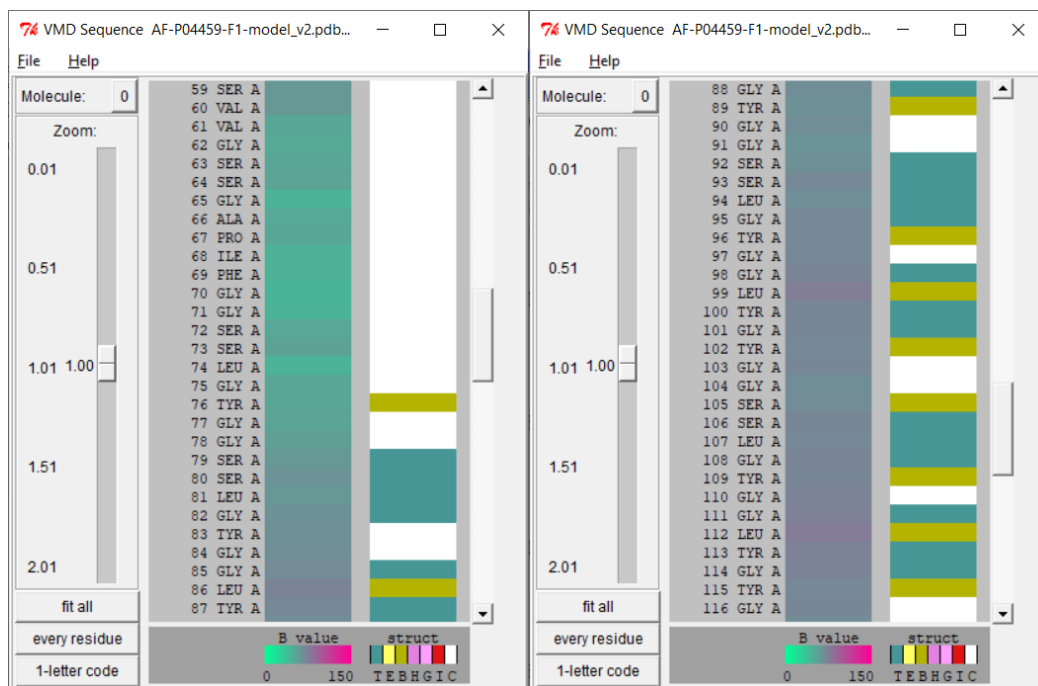 VMD Sequence AF-P04459-F1-model_v2.pdb...
File Help
Molecule: 0
Zoom:
0.01
0.51
1.01 1.00
1.51
2.01
fit all
every residue
1-letter code
59 SER A
60 VAL A
61 VAL A
62 GLY A
63 SER A
64 SER A
65 GLY A
66 ALA A
67 PRO A
68 ILE A
69 PHE A
70 GLY A
71 GLY A
72 SER A
73 SER A
74 LEU A
75 GLY A
76 TYR A
77 GLY A
78 GLY A
79 SER A
80 SER A
81 LEU A
82 GLY A
83 TYR A
84 GLY A
85 GLY A
86 LEU A
87 TYR A
B value struct
0 150 T E B H G I C
VMD Sequence AF-P04459-F1-model_v2.pdb...
File Help
Molecule: 0
Zoom:
0.01
0.51
1.01 1.00
1.51
2.01
fit all
every residue
1-letter code
88 GLY A
89 TYR A
90 GLY A
91 GLY A
92 SER A
93 SER A
94 LEU A
95 GLY A
96 TYR A
97 GLY A
98 GLY A
99 LEU A
100 TYR A
101 GLY A
102 TYR A
103 GLY A
104 GLY A
105 SER A
106 SER A
107 LEU A
108 GLY A
109 TYR A
110 GLY A
111 GLY A
112 LEU A
113 TYR A
114 GLY A
115 TYR A
116 GLY A
B value struct
0 150 T E B H G I C